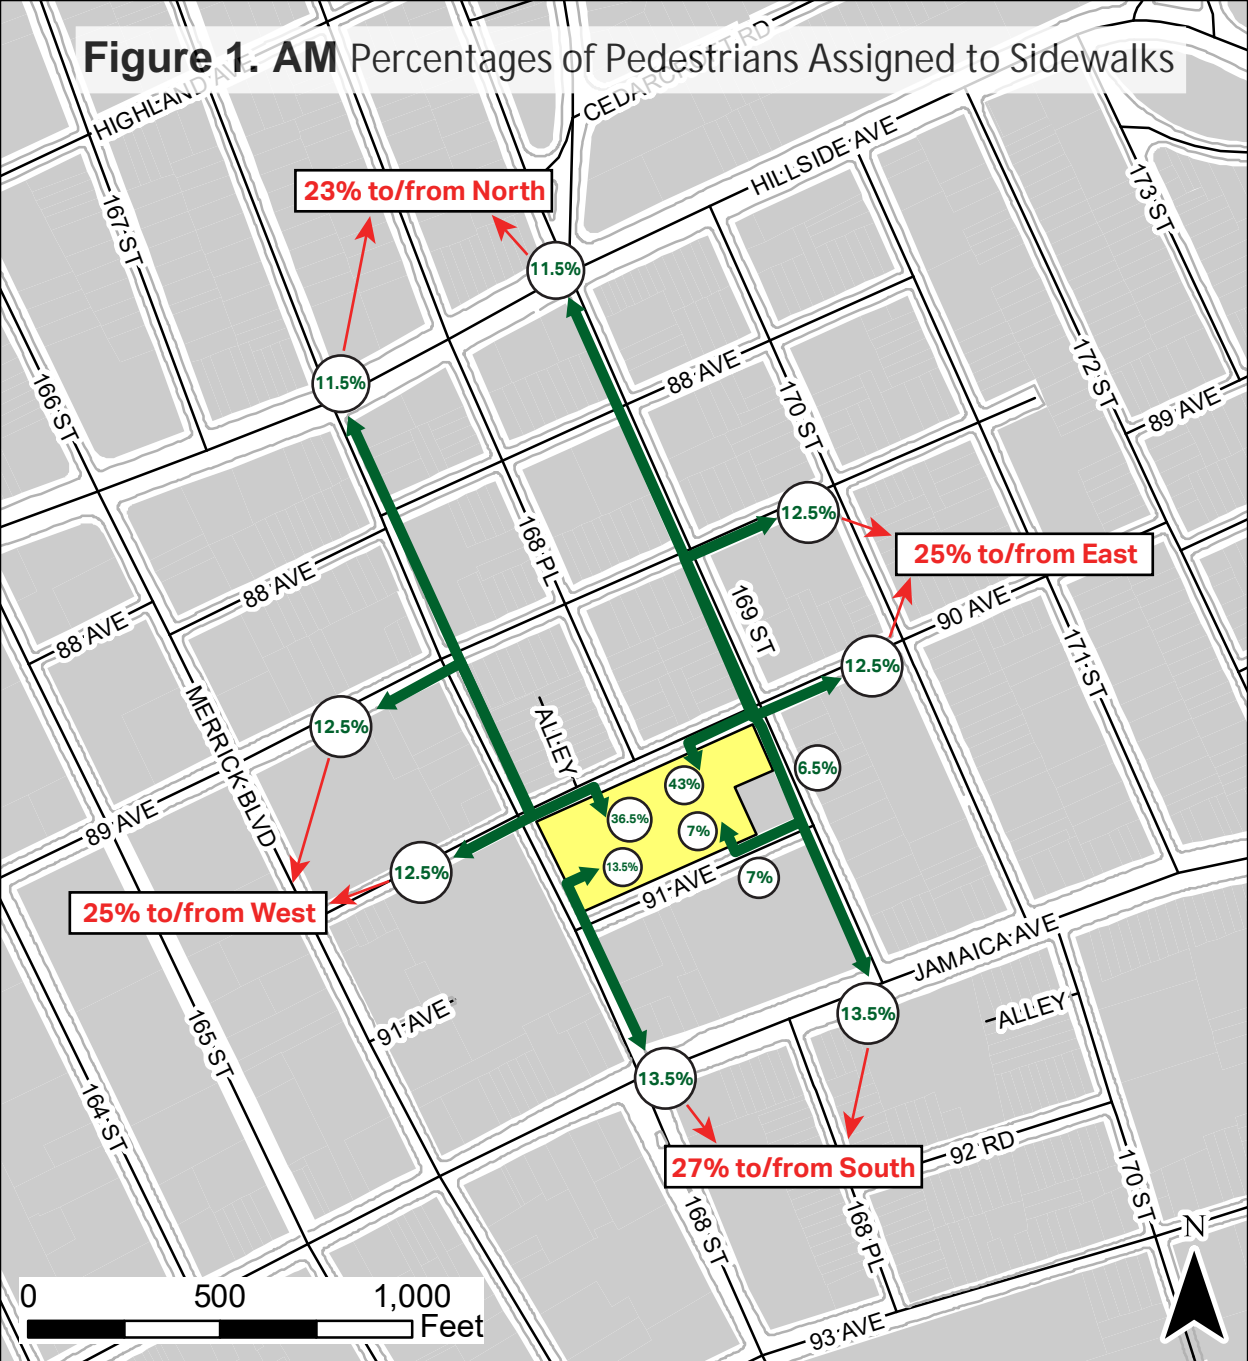 Figure 1. AM Percentages of Pedestrians Assigned to Sidewalks
HIGHLAND AVE
CEDARCROFT RD
HILLSIDE AVE
173 ST
167 ST
23% to/from North
11.5%
11.5%
166 ST
88 AVE
170 ST
172 ST
89 AVE
12.5%
168 PL
25% to/from East
88 AVE
88 AVE
169 ST
90 AVE
12.5%
171 ST
MERRICK BLVD
12.5%
ALLEY
6.5%
43%
36.5%
7%
89 AVE
13.5%
12.5%
7%
91 AVE
25% to/from West
JAMAICA AVE
91 AVE
ALLEY
13.5%
165 ST
13.5%
164 ST
92 RD
27% to/from South
170 ST
168 ST
168 PL
N
0 500 1,000
Feet
93 AVE